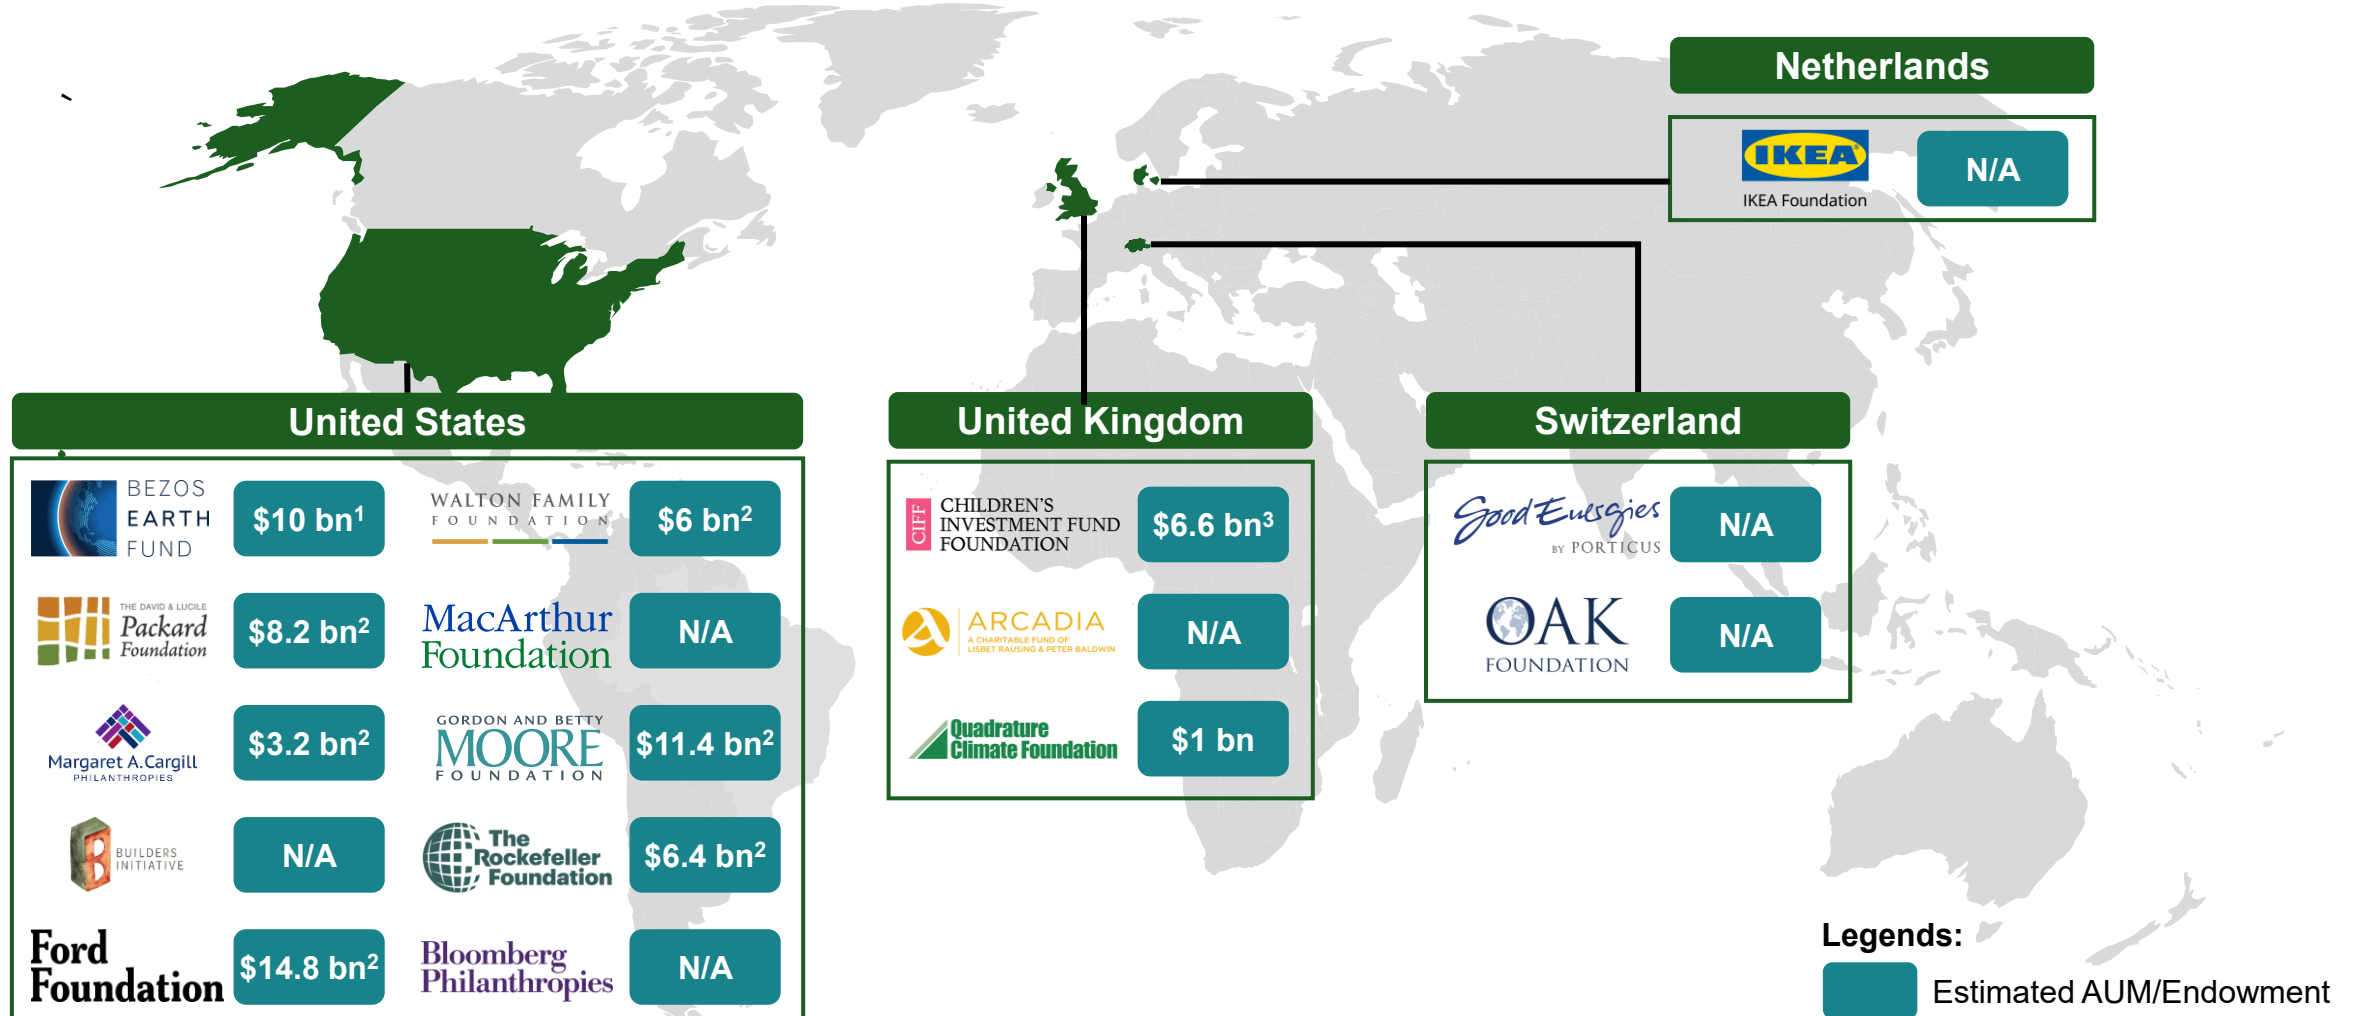 Netherlands
IKEA
IKEA Foundation
N/A
United States
BEZOS
EARTH
FUND
$10 bn¹
WALTON FAMILY
FOUNDATION
$6 bn²
THE DAVID & LUCILE
Packard
Foundation
$8.2 bn²
MacArthur
Foundation
N/A
Margaret A. Cargill
PHILANTHROPIES
$3.2 bn²
GORDON AND BETTY
MOORE
FOUNDATION
$11.4 bn²
B
BUILDERS
INITIATIVE
N/A
The
Rockefeller
Foundation
$6.4 bn²
Ford
Foundation
$14.8 bn²
Bloomberg
Philanthropies
N/A
United Kingdom
CIFF
CHILDREN'S
INVESTMENT FUND
FOUNDATION
$6.6 bn³
ARCADIA
A CHARITABLE FUND OF
LISBET RAUSING & PETER BALDWIN
N/A
Quadrature
Climate Foundation
$1 bn
Switzerland
Good Energies
BY PORTICUS
N/A
OAK
FOUNDATION
N/A
Legends:
Estimated AUM/Endowment